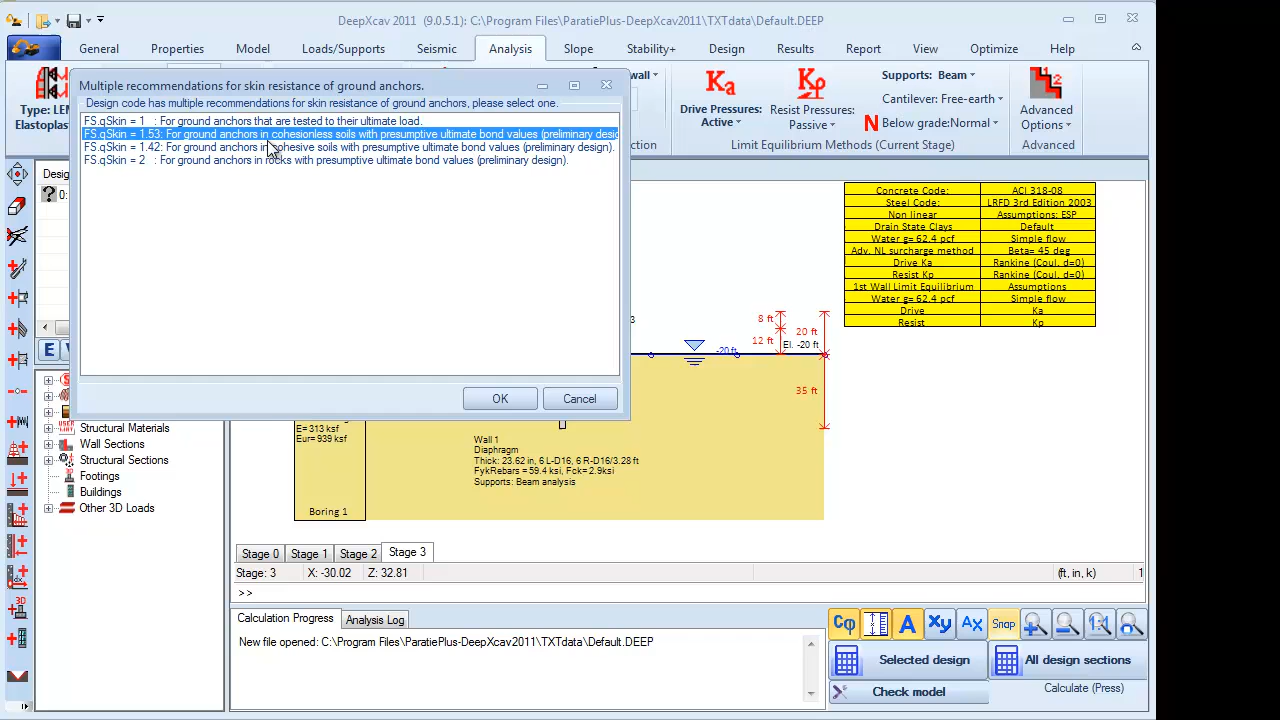 DeepXcav 2011 (9.0.5.1): C:\Program Files\ParatiePlus-DeepXcav2011\TXTdata\Default.DEEP
General Properties Model Loads/Supports Seismic Analysis Slope Stability+ Design Results Report View Optimize Help
Type: LEM
Elastoplast
Multiple recommendations for skin resistance of ground anchors.
Design code has multiple recommendations for skin resistance of ground anchors, please select one.
FS.qSkin = 1 : For ground anchors that are tested to their ultimate load.
FS.qSkin = 1.53: For ground anchors in cohesionless soils with presumptive ultimate bond values (preliminary desig
FS.qSkin = 1.42: For ground anchors in cohesive soils with presumptive ultimate bond values (preliminary design).
FS.qSkin = 2 : For ground anchors in rocks with presumptive ultimate bond values (preliminary design).
OK Cancel
wall
ction
Ka
Drive Pressures:
Active
Kp
Resist Pressures:
Passive
Supports: Beam
Cantilever: Free-earth
N Below grade:Normal
Limit Equilibrium Methods (Current Stage)
Advanced
Options
Advanced
Desig
0:
E
Structural Materials
Wall Sections
Structural Sections
Footings
Buildings
Other 3D Loads
Concrete Code: ACI 318-08
Steel Code: LRFD 3rd Edition 2003
Non linear Assumptions: ESP
Drain State Clays Default
Water g= 62.4 pcf Simple flow
Adv. NL surcharge method Beta= 45 deg
Drive Ka Rankine (Coul. d=0)
Resist Kp Rankine (Coul. d=0)
1st Wall Limit Equilibrium Assumptions
Water g= 62.4 pcf Simple flow
Drive Ka
Resist Kp
3
8 ft
12 ft
20 ft
El. -20 ft
-20 ft
35 ft
E= 313 ksf
Eur= 939 ksf
Boring 1
Wall 1
Diaphragm
Thick: 23.62 in, 6 L-D16, 6 R-D16/3.28 ft
FykRebars = 59.4 ksi, Fck= 2.9ksi
Supports: Beam analysis
Stage 0 Stage 1 Stage 2 Stage 3
Stage: 3 X: -30.02 Z: 32.81 (ft, in, k) 1
>>
Calculation Progress Analysis Log
New file opened: C:\Program Files\ParatiePlus-DeepXcav2011\TXTdata\Default.DEEP
Cφ A Xy Ax Snap
Selected design All design sections
Check model Calculate (Press)